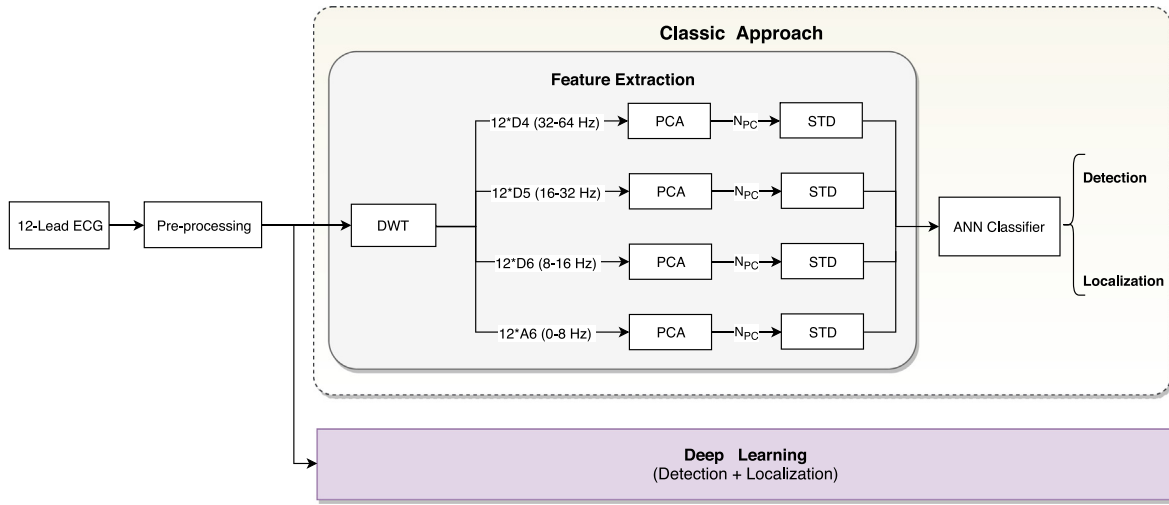 Classic Approach
Feature Extraction
12*D4 (32-64 Hz)
PCA
NPC
STD
12*D5 (16-32 Hz)
PCA
NPC
STD
Detection
12-Lead ECG
Pre-processing
DWT
ANN Classifier
12*D6 (8-16 Hz)
PCA
NPC
STD
Localization
12*A6 (0-8 Hz)
PCA
NPC
STD
Deep Learning
(Detection + Localization)